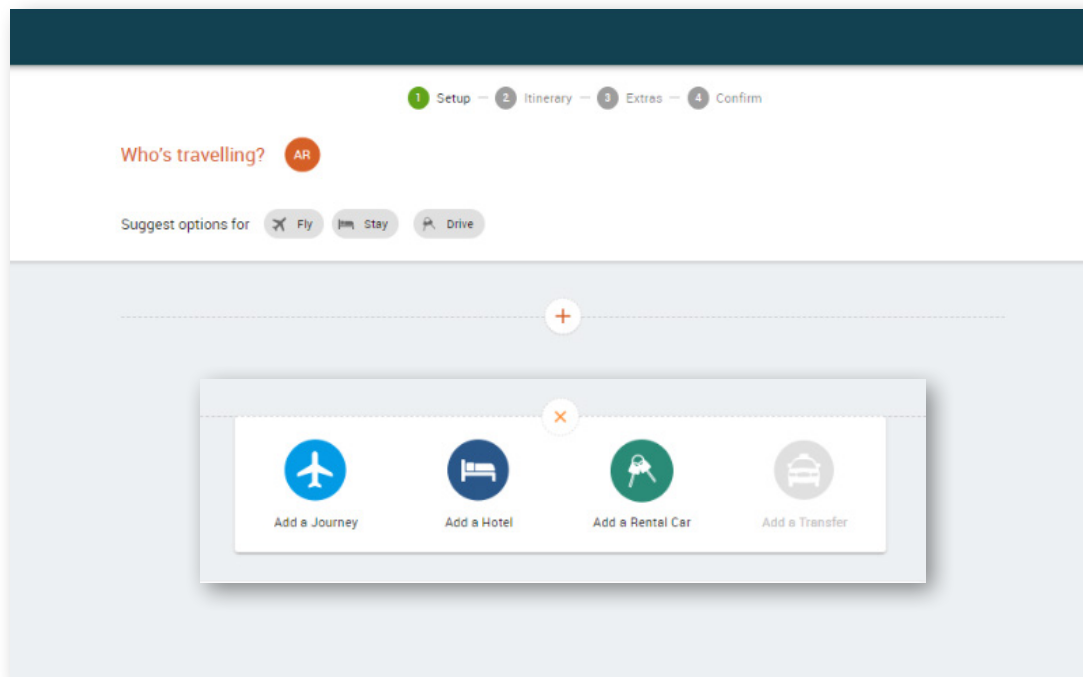 1 Setup — 2 Itinerary — 3 Extras — 4 Confirm
Who's travelling? AR
Suggest options for Fly Stay Drive
Add a Journey Add a Hotel Add a Rental Car Add a Transfer